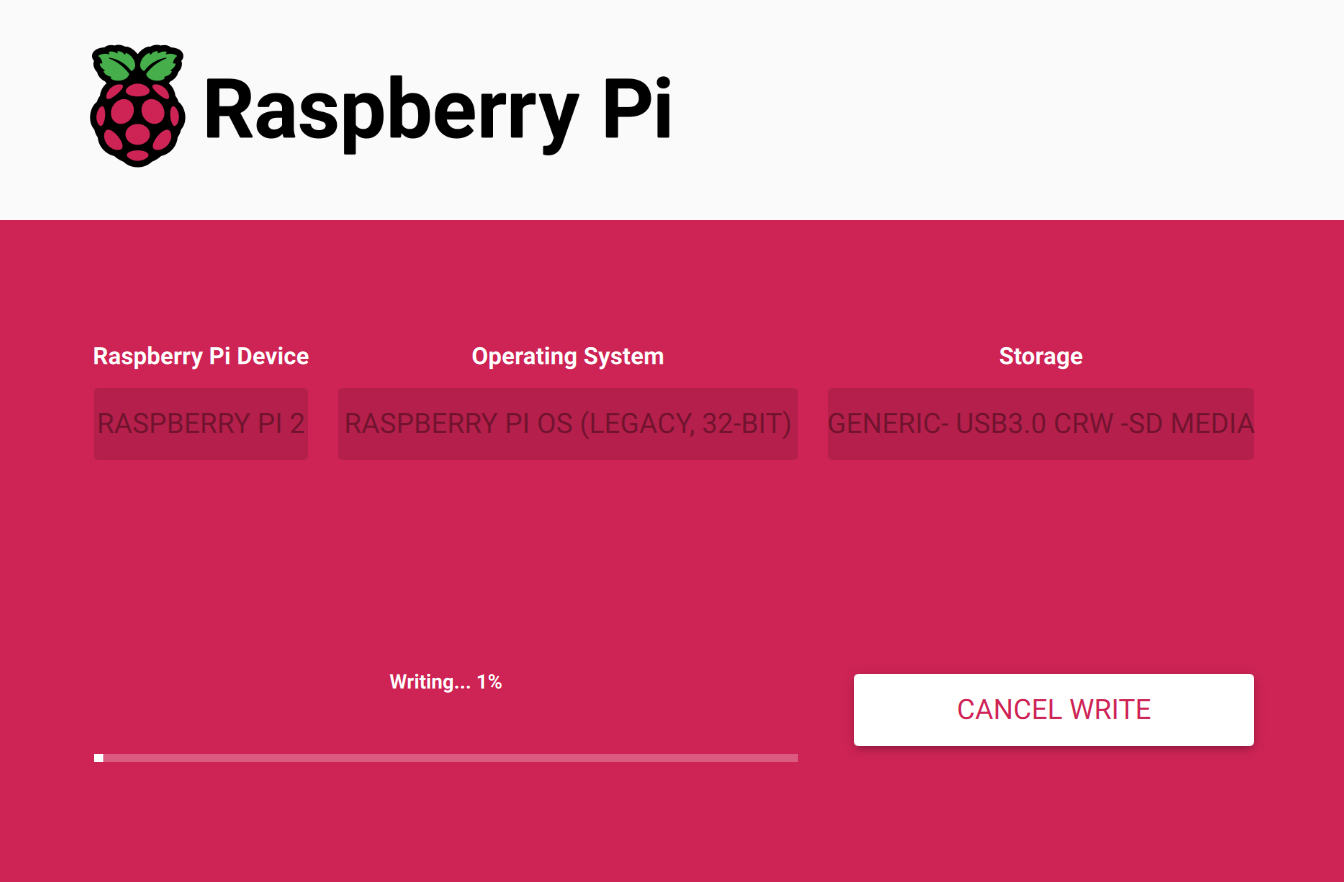 Raspberry Pi
Raspberry Pi Device
Operating System
Storage
RASPBERRY PI 2
RASPBERRY PI OS (LEGACY, 32-BIT)
GENERIC- USB3.0 CRW -SD MEDIA
Writing... 1%
CANCEL WRITE